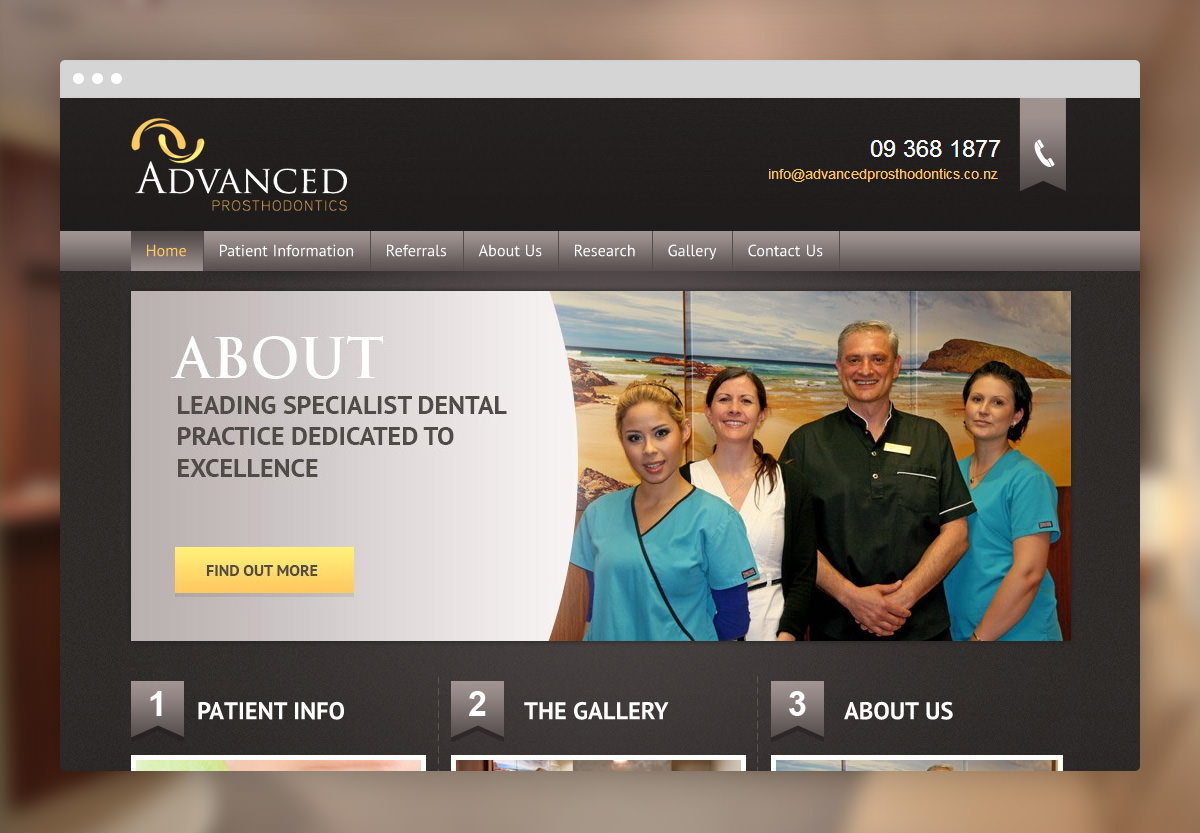 ADVANCED
PROSTHODONTICS
09 368 1877
info@advancedprosthodontics.co.nz
Home
Patient Information
Referrals
About Us
Research
Gallery
Contact Us
ABOUT
LEADING SPECIALIST DENTAL
PRACTICE DEDICATED TO
EXCELLENCE
FIND OUT MORE
1 PATIENT INFO
2 THE GALLERY
3 ABOUT US